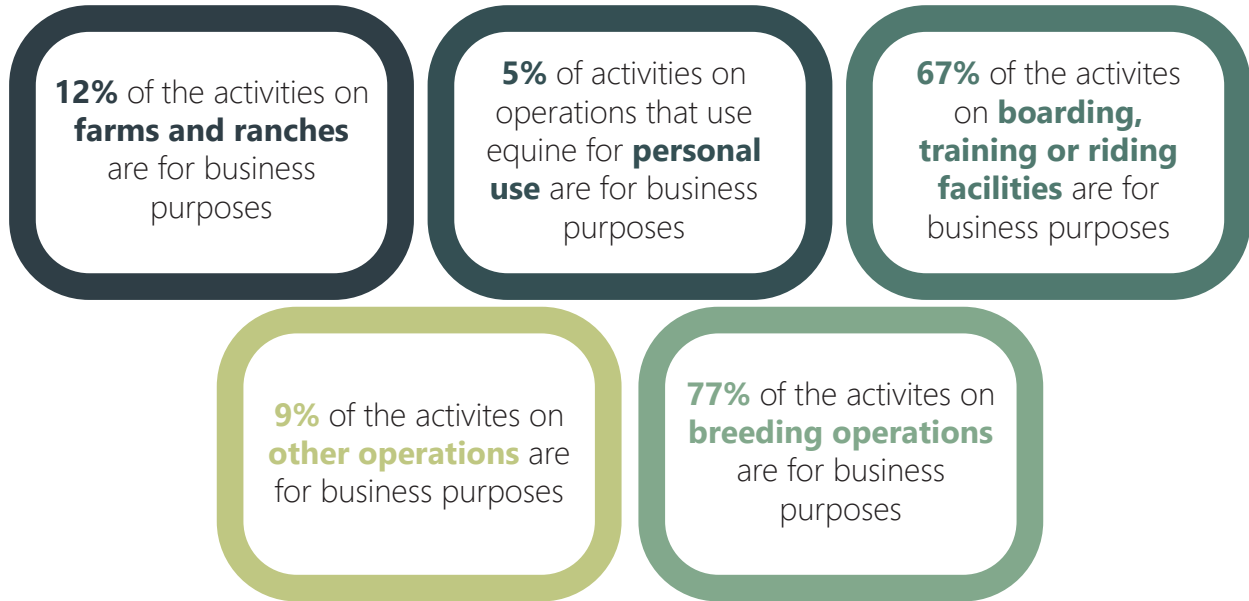 12% of the activities on
farms and ranches
are for business
purposes
5% of activities on
operations that use
equine for personal
use are for business
purposes
67% of the activites
on boarding,
training or riding
facilities are for
business purposes
9% of the activites on
other operations are
for business purposes
77% of the activites on
breeding operations
are for business
purposes